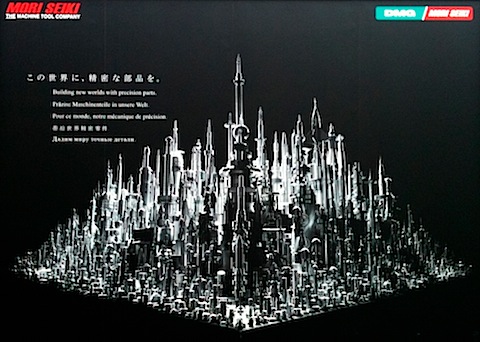 MORI SEIKI
THE MACHINE TOOL COMPANY
DMG MORI SEIKI
この世界に、精密な部品を。
Building new worlds with precision parts.
Präzise Maschinenteile in unsere Welt.
Pour ce monde, notre mécanique de précision
给世界精密零件
Дадим миру точные детали.